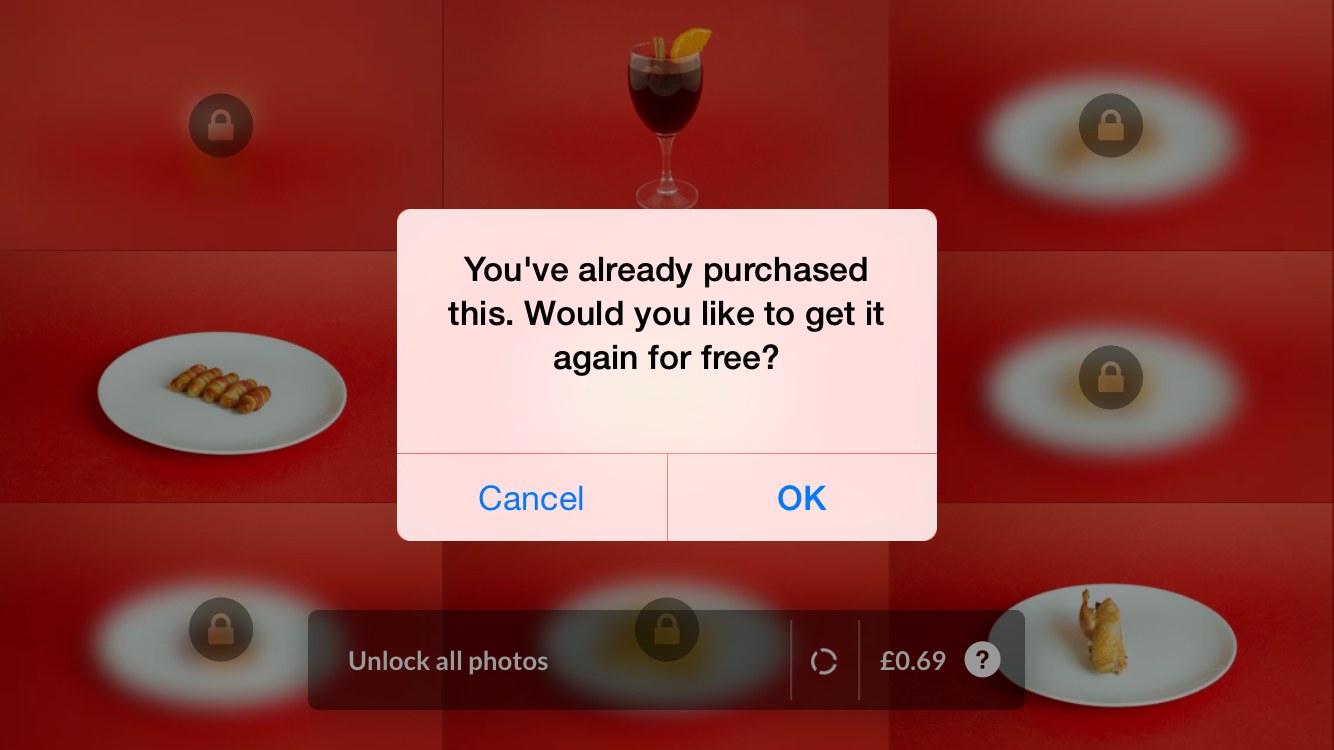 You've already purchased
this. Would you like to get it
again for free?
Cancel
OK
Unlock all photos
£0.69
?